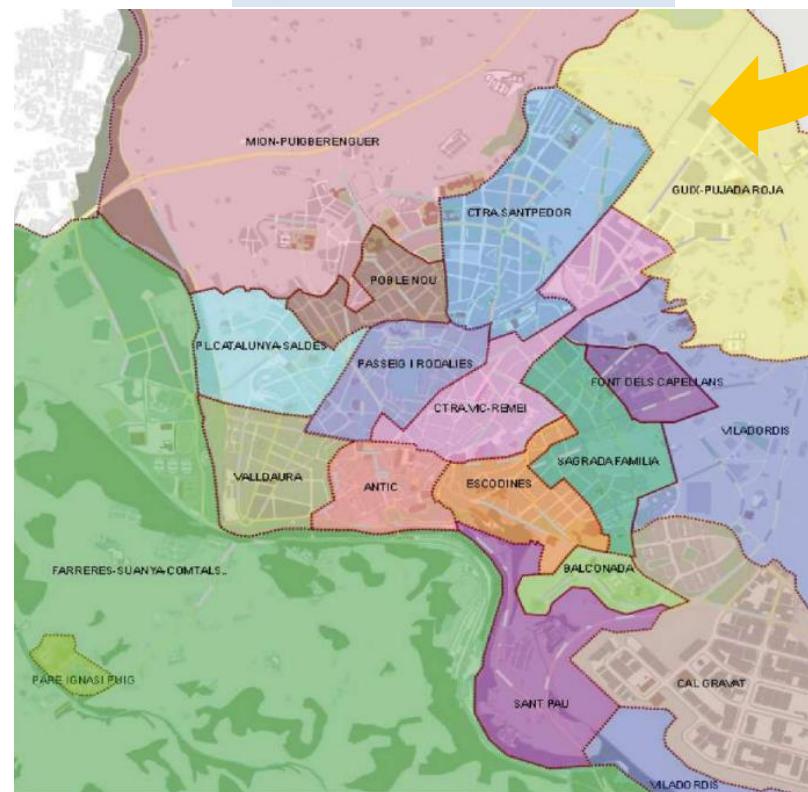 MION-PUIGBERENGUER
GUIX-PUJADA ROJA
CTRA.SANTPEDOR
POBLE NOU
PL.CATALUNYA-SALDES
PASSEIG I RODALIES
FONT DELS CAPELLANS
CTRA.VIC-REMEI
VILADORDIS
SAGRADA FAMILIA
VALLDAURA
ANTIC
ESCODINES
FARRERES-SUANYA-COMTALS..
BALCONADA
PARE IGNASI PUIG
CAL GRAVAT
SANT PAU
VILADORDIS